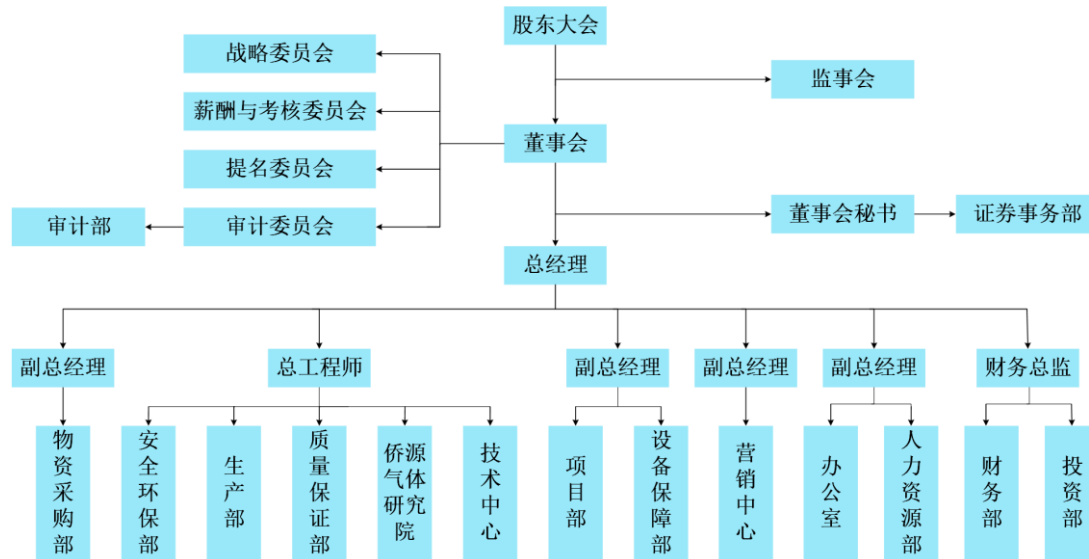 股东大会
战略委员会
监事会
薪酬与考核委员会
董事会
提名委员会
审计部
审计委员会
董事会秘书
证券事务部
总经理
副总经理
总工程师
副总经理
副总经理
副总经理
财务总监
物资采购部
安全环保部
生产部
质量保证部
侨源气体研究院
技术中心
项目部
设备保障部
营销中心
办公室
人力资源部
财务部
投资部